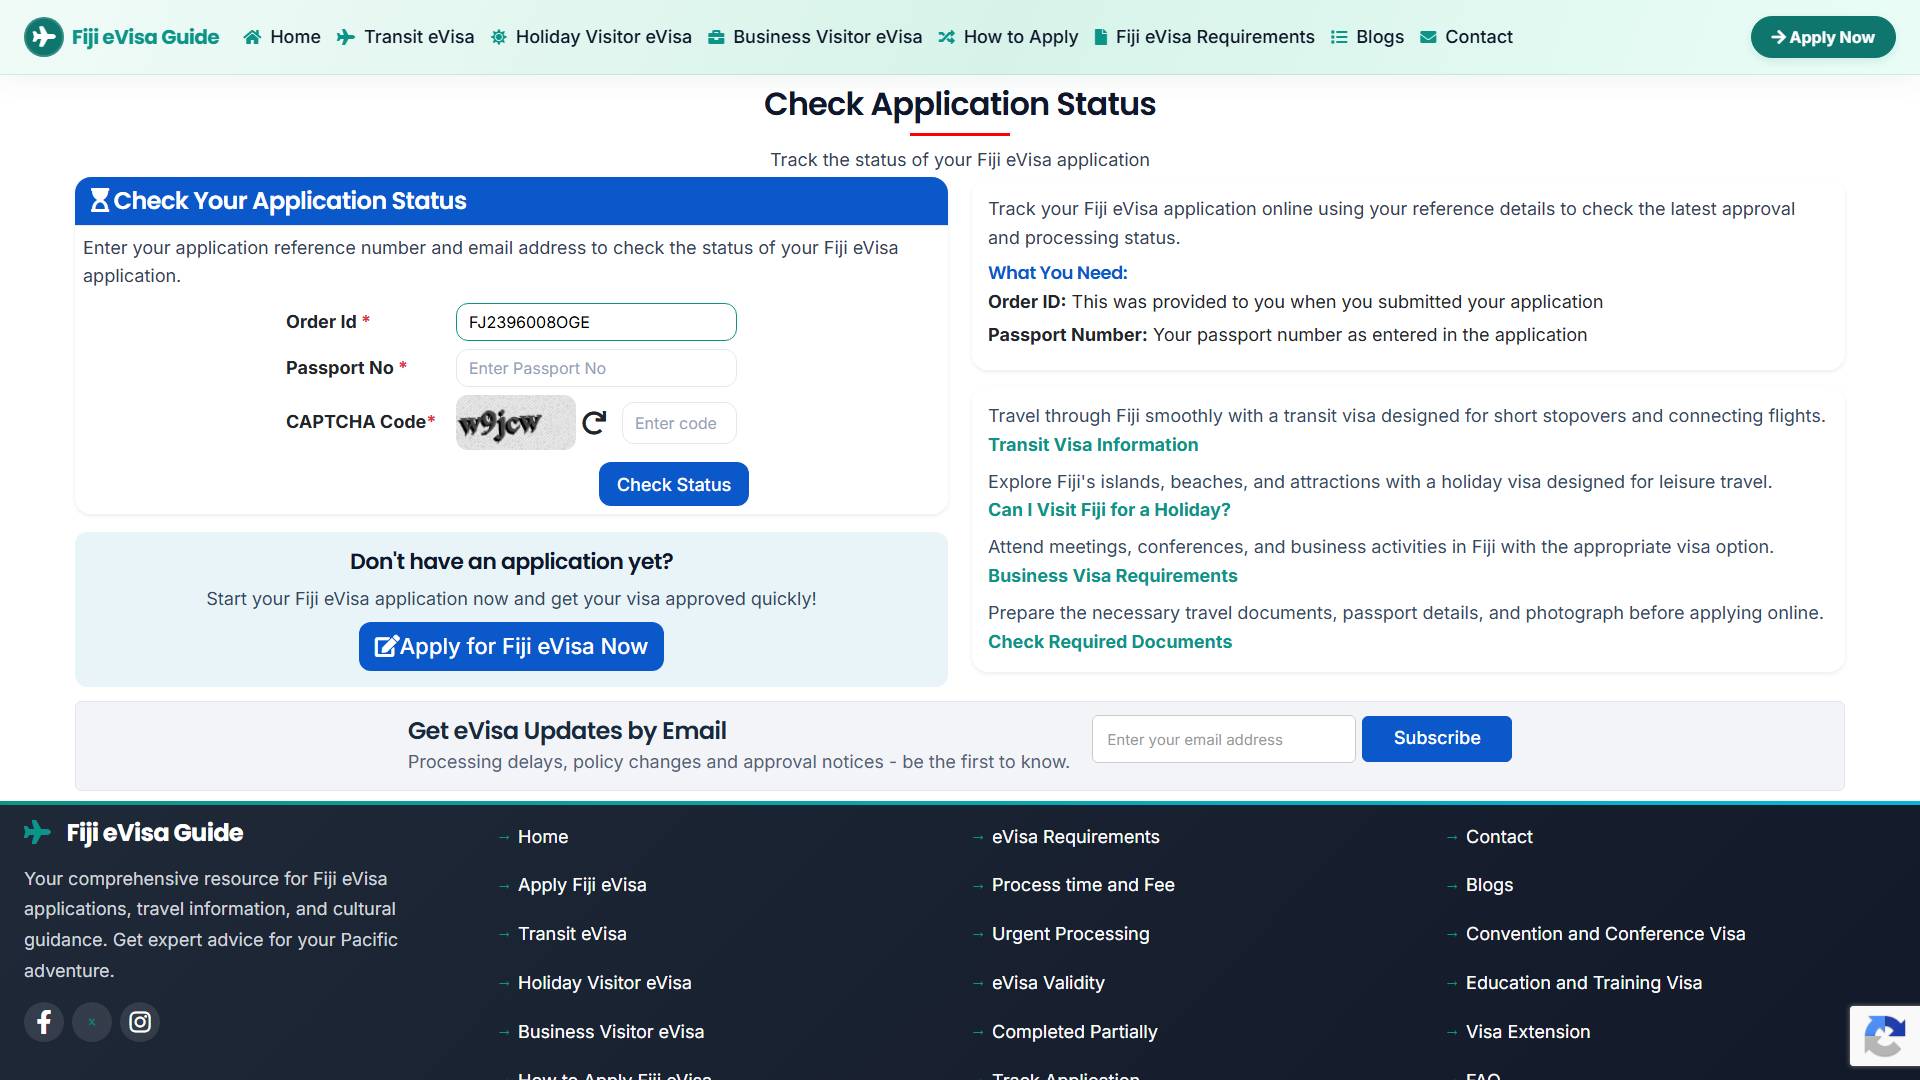 Fiji eVisa Guide
Home
Transit eVisa
Holiday Visitor eVisa
Business Visitor eVisa
How to Apply
Fiji eVisa Requirements
Blogs
Contact
Apply Now
Check Application Status
Track the status of your Fiji eVisa application
Check Your Application Status
Enter your application reference number and email address to check the status of your Fiji eVisa
application.
Order Id *
FJ2396008OGE
Passport No *
Enter Passport No
CAPTCHA Code*
w9jcw
Enter code
Check Status
Don't have an application yet?
Start your Fiji eVisa application now and get your visa approved quickly!
Apply for Fiji eVisa Now
Track your Fiji eVisa application online using your reference details to check the latest approval
and processing status.
What You Need:
Order ID: This was provided to you when you submitted your application
Passport Number: Your passport number as entered in the application
Travel through Fiji smoothly with a transit visa designed for short stopovers and connecting flights.
Transit Visa Information
Explore Fiji's islands, beaches, and attractions with a holiday visa designed for leisure travel.
Can I Visit Fiji for a Holiday?
Attend meetings, conferences, and business activities in Fiji with the appropriate visa option.
Business Visa Requirements
Prepare the necessary travel documents, passport details, and photograph before applying online.
Check Required Documents
Get eVisa Updates by Email
Processing delays, policy changes and approval notices - be the first to know.
Enter your email address
Subscribe
Fiji eVisa Guide
Your comprehensive resource for Fiji eVisa
applications, travel information, and cultural
guidance. Get expert advice for your Pacific
adventure.
→ Home
→ Apply Fiji eVisa
→ Transit eVisa
→ Holiday Visitor eVisa
→ Business Visitor eVisa
How to Apply Fiji eVisa
→ eVisa Requirements
→ Process time and Fee
→ Urgent Processing
→ eVisa Validity
→ Completed Partially
Track Application
→ Contact
→ Blogs
→ Convention and Conference Visa
→ Education and Training Visa
→ Visa Extension
FAQ